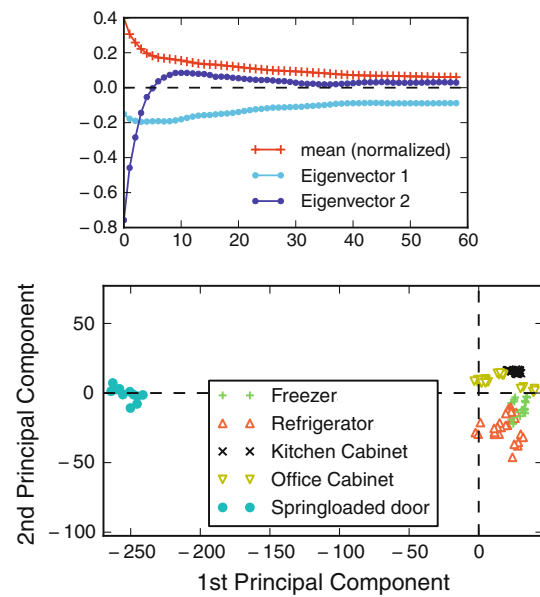 0.4
0.2
0.0
−0.2
−0.4
−0.6
−0.8
mean (normalized)
Eigenvector 1
Eigenvector 2
0 10 20 30 40 50 60
2nd Principal Component
50
0
−50
−100
Freezer
Refrigerator
Kitchen Cabinet
Office Cabinet
Springloaded door
−250 −200 −150 −100 −50 0
1st Principal Component